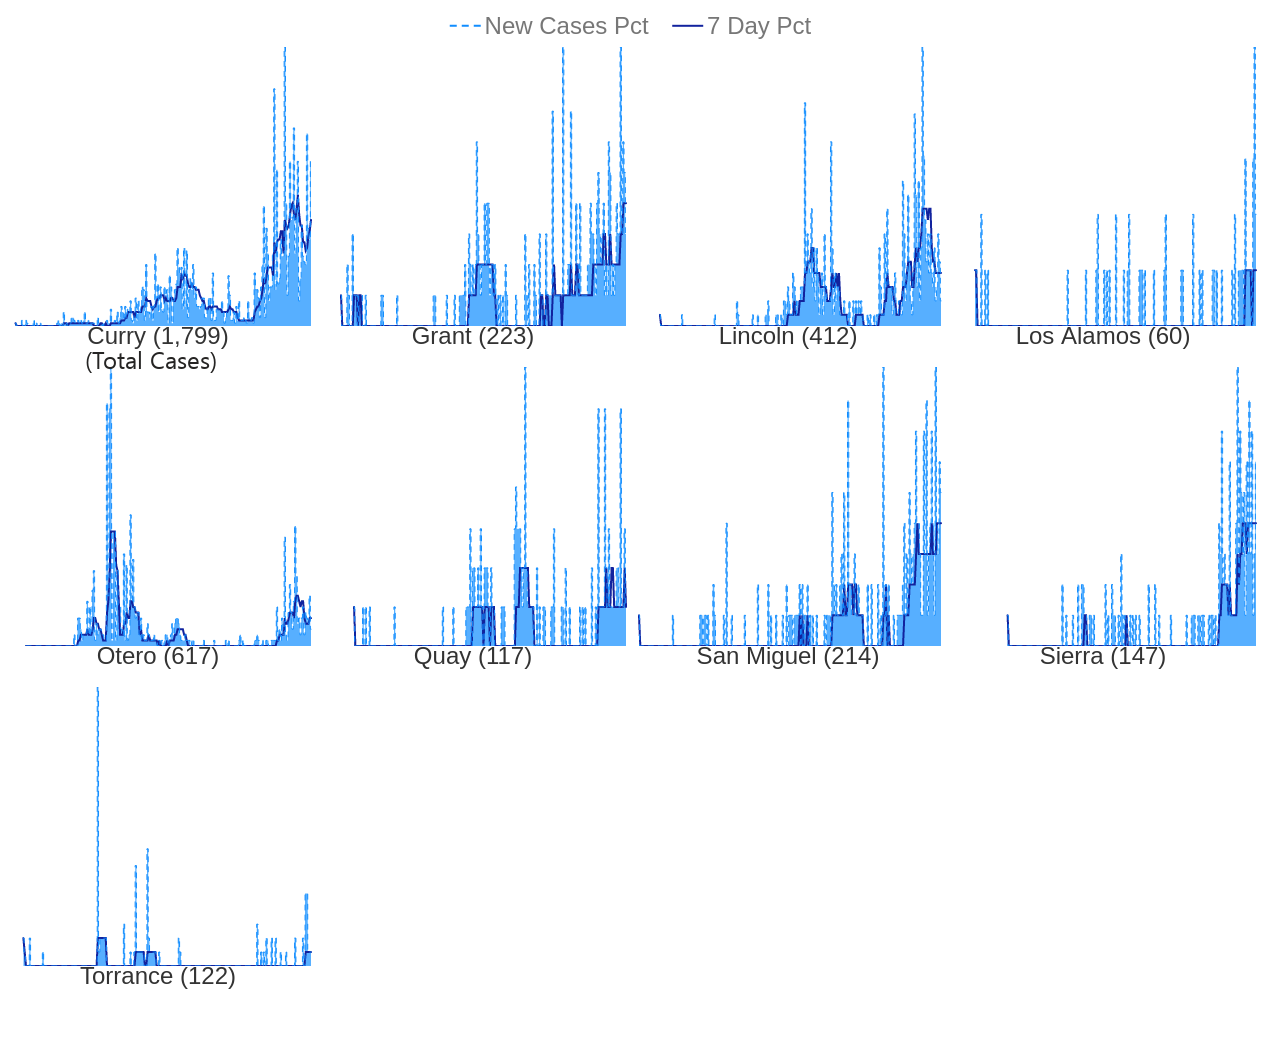 New Cases Pct 7 Day Pct
Curry (1,799) Grant (223) Lincoln (412) Los Alamos (60)
(Total Cases)
Otero (617) Quay (117) San Miguel (214) Sierra (147)
Torrance (122)